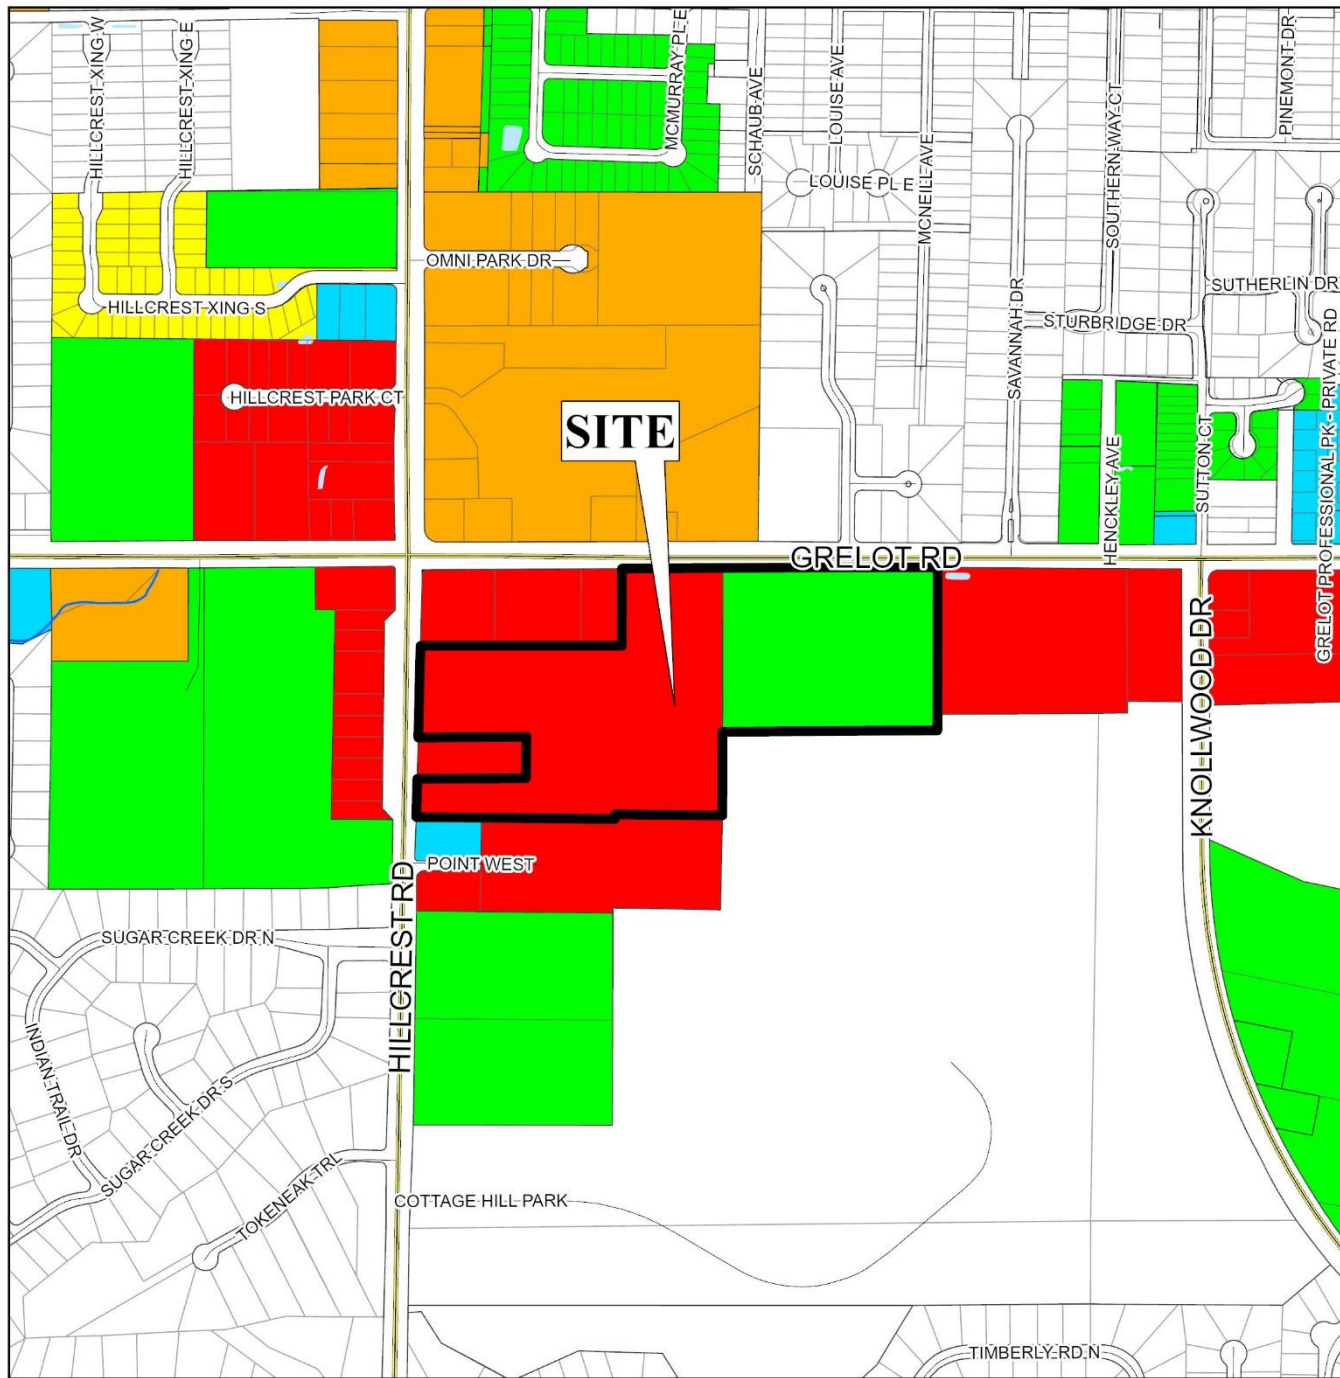 HILLCREST XING W
HILLCREST XING E
MCMURRAY PL E
SCHAUB AVE
LOUISE AVE
MCNEILL AVE
SOUTHERN WAY CT
PINEMONT DR
LOUISE PL E
OMNI PARK DR
HILLCREST XING S
SAVANNAH DR
SUTHERLIN DR
STURBRIDGE DR
HILLCREST PARK CT
SITE
HENCKLEY AVE
SUTTON CT
GRELOT PROFESSIONAL PK - PRIVATE RD
GRELOT RD
KNOLLWOOD DR
POINT WEST
HILLCREST RD
SUGAR CREEK DR N
INDIAN TRAIL DR
SUGAR CREEK DR S
TOKENEAK TRL
COTTAGE HILL PARK
TIMBERLY RD N